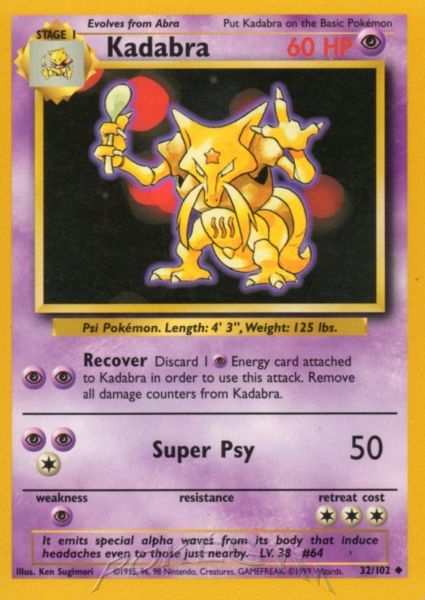 Evolves from Abra
Put Kadabra on the Basic Pokémon
STAGE 1
Kadabra
60 HP
Psi Pokémon. Length: 4' 3", Weight: 125 lbs.
Recover Discard 1 Energy card attached
to Kadabra in order to use this attack. Remove
all damage counters from Kadabra.
Super Psy 50
weakness
resistance
retreat cost
It emits special alpha waves from its body that induce
headaches even to those just nearby. LV. 38 #64
Illus. Ken Sugimori
©1995, 96, 98 Nintendo, Creatures, GAMEFREAK. ©1999 Wizards.
32/102